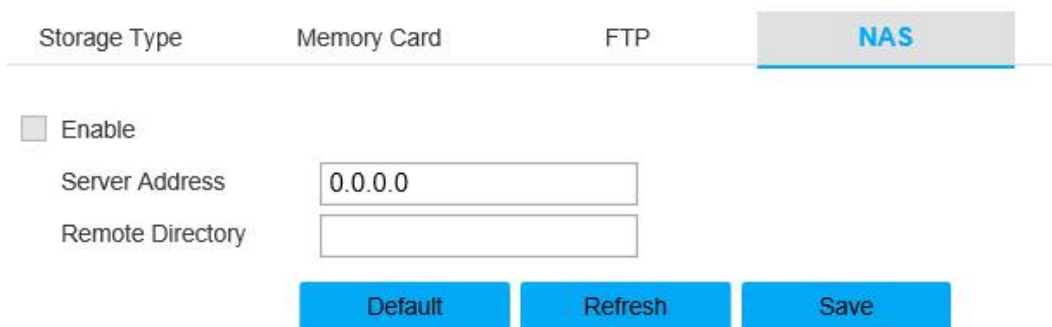 Storage Type Memory Card FTP NAS
Enable
Server Address 0.0.0.0
Remote Directory
Default Refresh Save